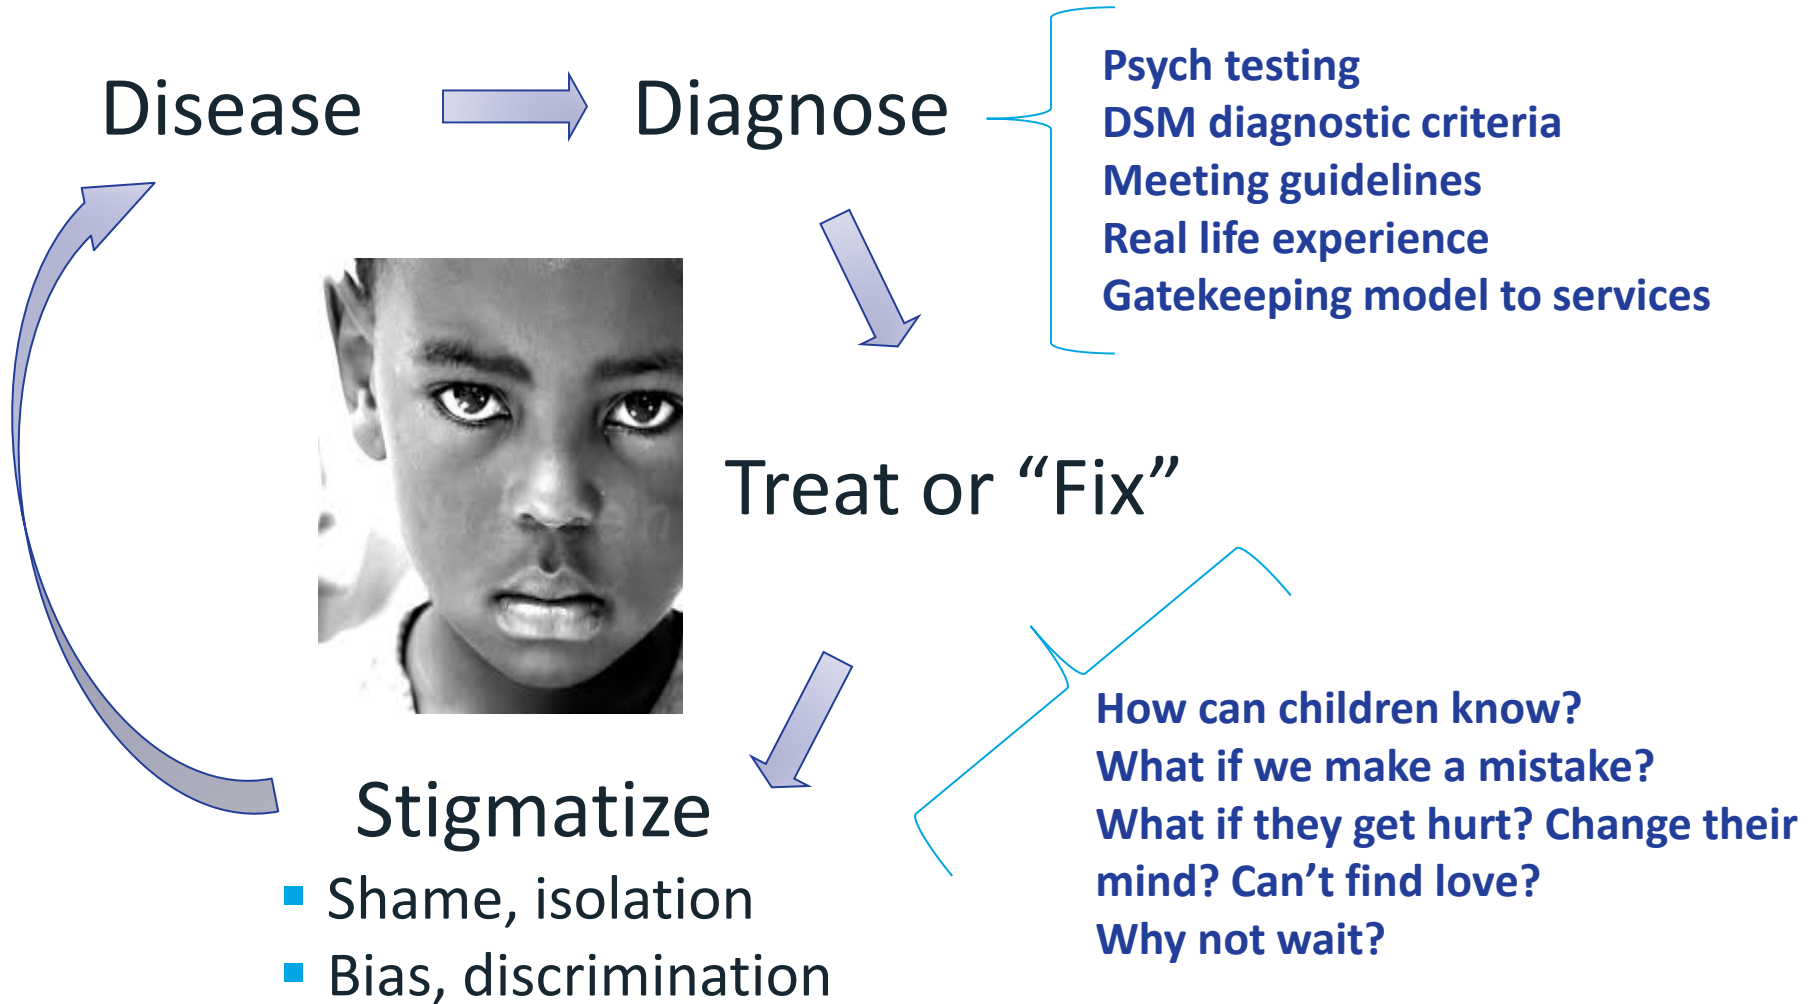 Disease
Diagnose
Psych testing
DSM diagnostic criteria
Meeting guidelines
Real life experience
Gatekeeping model to services
Treat or “Fix”
How can children know?
What if we make a mistake?
What if they get hurt? Change their
mind? Can’t find love?
Why not wait?
Stigmatize
Shame, isolation
Bias, discrimination